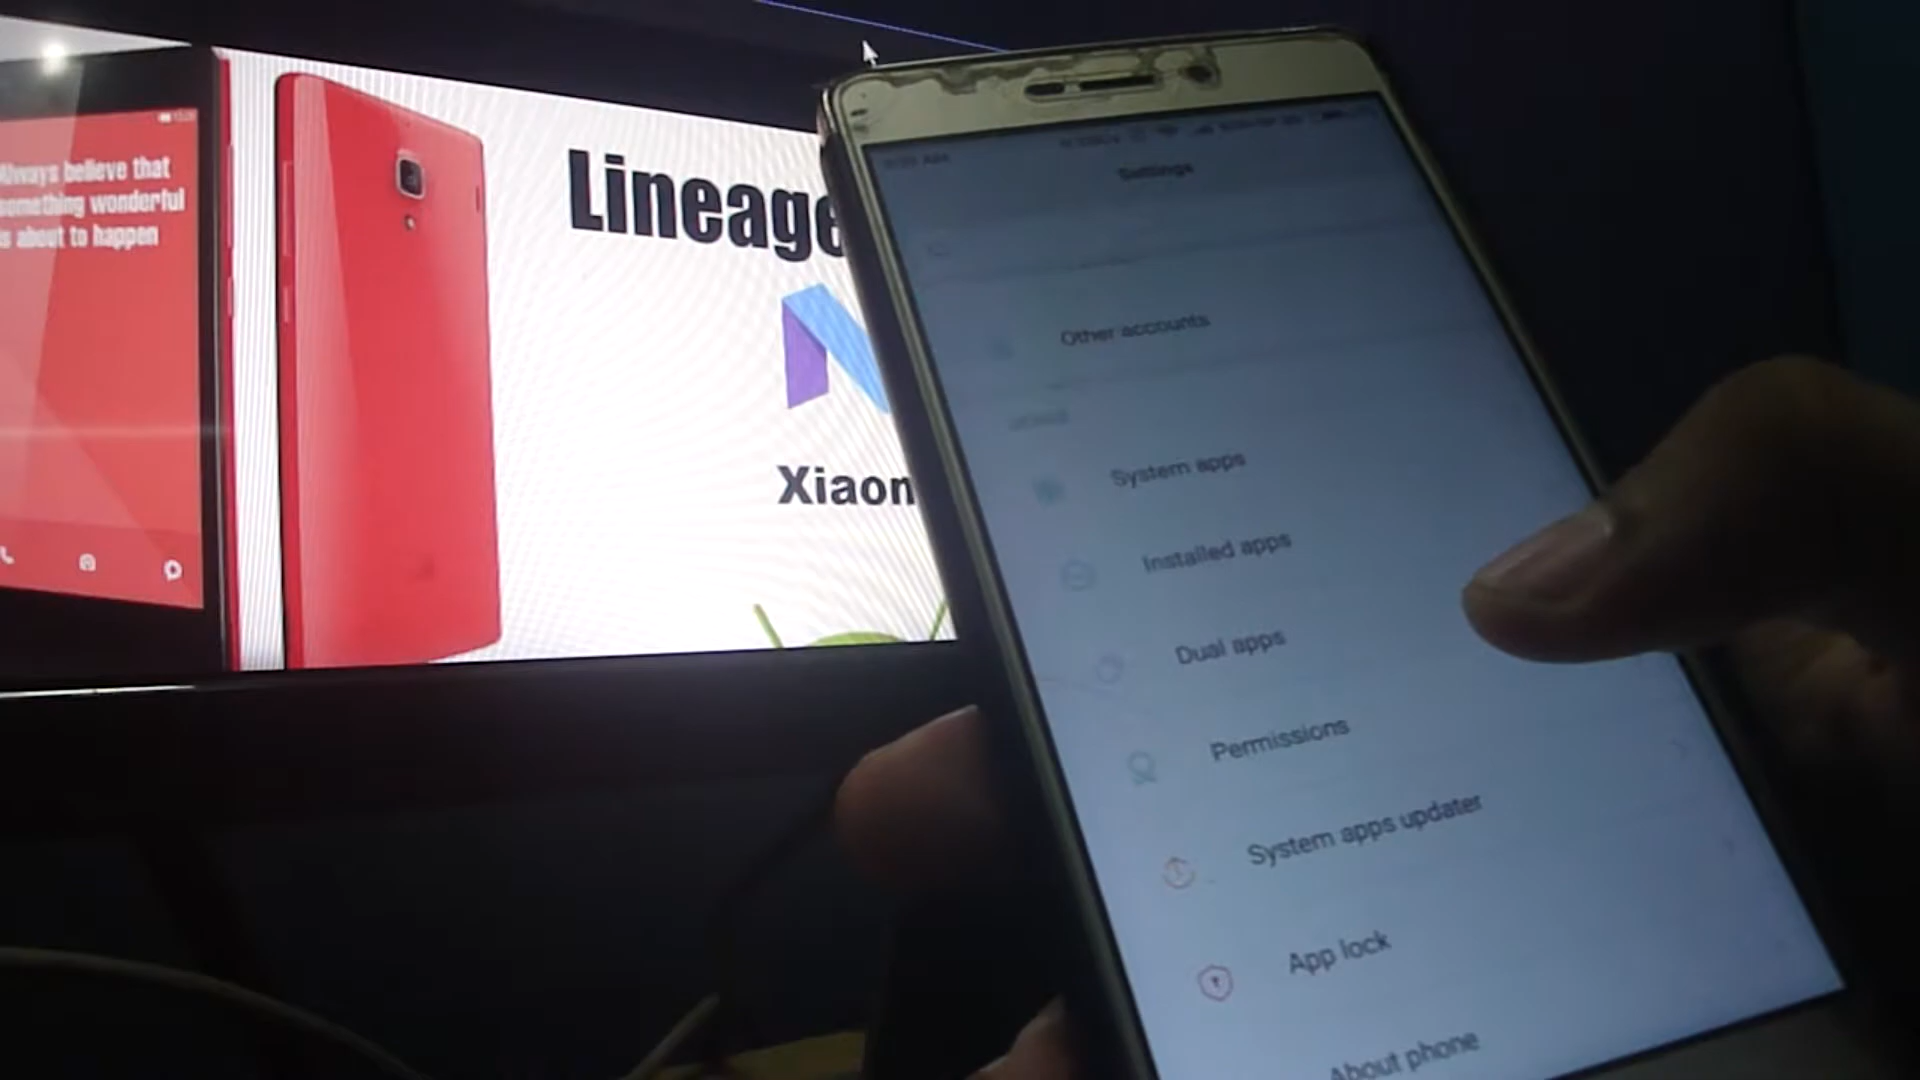 Always believe that
something wonderful
is about to happen
Lineage
Xiaom
Settings
Other accounts
System apps
Installed apps
Dual apps
Permissions
System apps updater
App lock
About phone